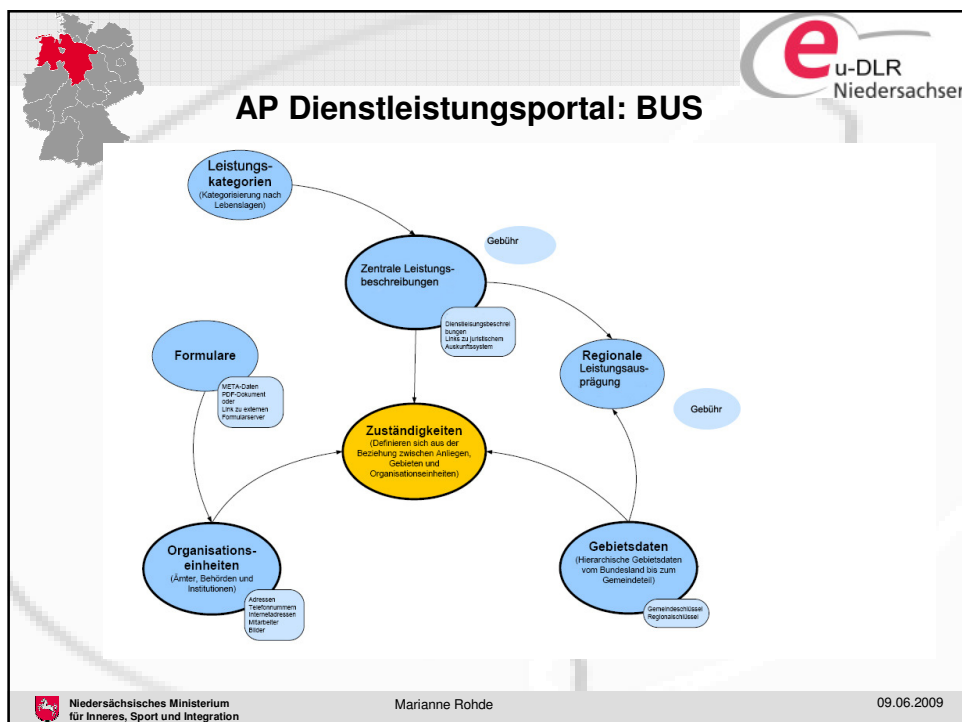 eu-DLR
Niedersachsen
AP Dienstleistungsportal: BUS
Leistungs-
kategorien
(Kategorisierung nach
Lebenslagen)
Gebühr
Zentrale Leistungs-
beschreibungen
Dienstleisungsbeschrei
bungen
Links zu juristischem
Auskunftssystem
Formulare
META-Daten
PDF-Dokument
oder
Link zu externen
Formularserver
Regionale
Leistungsaus-
prägung
Gebühr
Zuständigkeiten
(Definieren sich aus der
Beziehung zwischen Anliegen,
Gebieten und
Organisationseinheiten)
Organisations-
einheiten
(Ämter, Behörden und
Institutionen)
Adressen
Telefonnummern
Internetadressen
Mitarbeiter
Bilder
Gebietsdaten
(Hierarchische Gebietsdaten
vom Bundesland bis zum
Gemeindeteil)
Gemeindeschlüssel
Regionalschlüssel
Niedersächsisches Ministerium
für Inneres, Sport und Integration
Marianne Rohde
09.06.2009